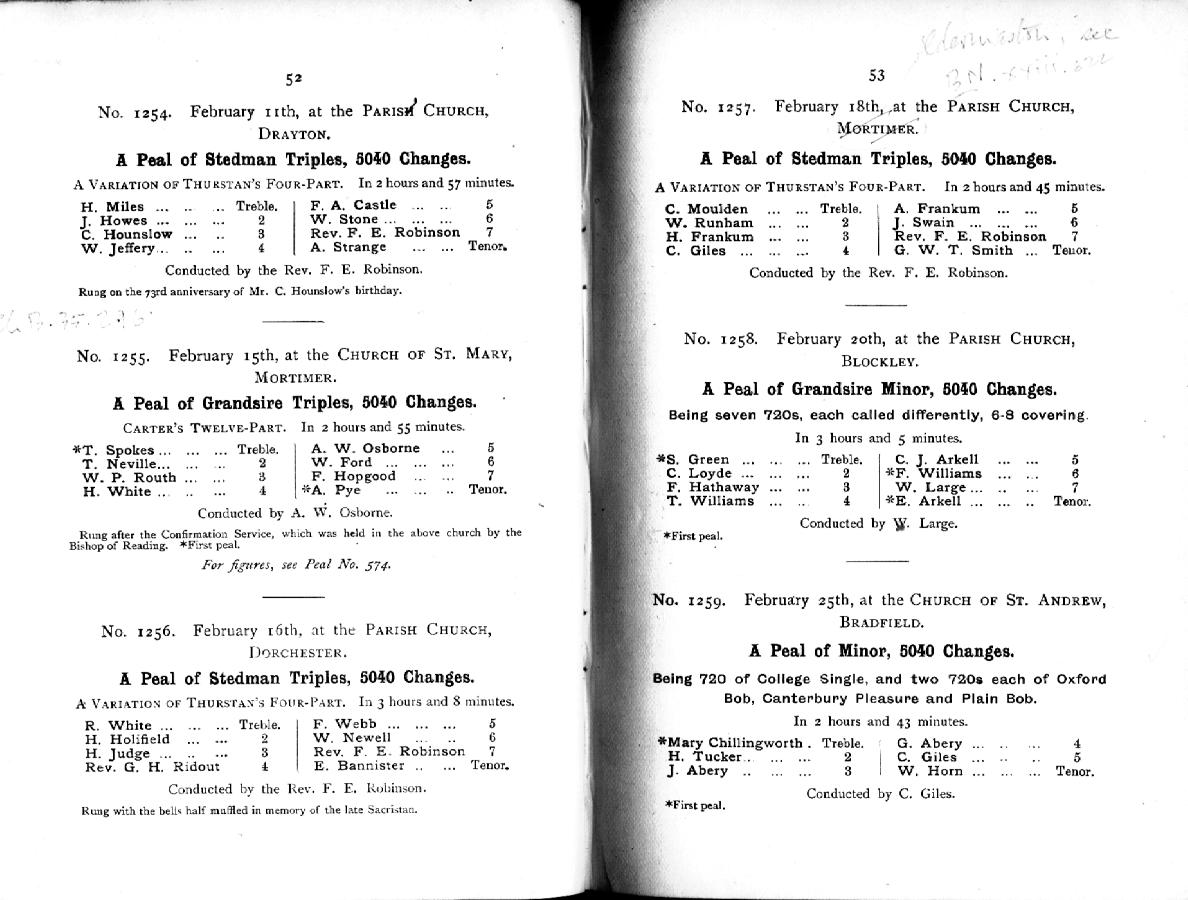 52
No. 1254. February 11th, at the PARISH CHURCH,
DRAYTON.
A Peal of Stedman Triples, 5040 Changes.
A VARIATION OF THURSTAN'S FOUR-PART. In 2 hours and 57 minutes.
H. Miles ... .. .. Treble. F. A. Castle ... ... 5
J. Howes ... ... ... 2 W. Stone ... ... ... 6
C. Hounslow ... .. 3 Rev. F. E. Robinson 7
W. Jeffery... .. ... 4 A. Strange ... ... Tenor.
Conducted by the Rev. F. E. Robinson.
Rung on the 73rd anniversary of Mr. C. Hounslow's birthday.
No. 1255. February 15th, at the CHURCH OF ST. MARY,
MORTIMER.
A Peal of Grandsire Triples, 5040 Changes.
CARTER'S TWELVE-PART. In 2 hours and 55 minutes.
*T. Spokes ... ... ... Treble. A. W. Osborne ... 5
T. Neville... ... ... 2 W. Ford ... ... ... 6
W. P. Routh ... ... 3 F. Hopgood ... ... 7
H. White ... .. ... 4 *A. Pye ... ... .. Tenor.
Conducted by A. W. Osborne.
Rung after the Confirmation Service, which was held in the above church by the
Bishop of Reading. *First peal.
For figures, see Peal No. 574.
No. 1256. February 16th, at the PARISH CHURCH,
DORCHESTER.
A Peal of Stedman Triples, 5040 Changes.
A VARIATION OF THURSTAN'S FOUR-PART. In 3 hours and 8 minutes.
R. White ... ... ... Treble. F. Webb ... ... ... 5
H. Holifield ... ... 2 W. Newell ... .. 6
H. Judge ... .. ... 3 Rev. F. E. Robinson 7
Rev. G. H. Ridout 4 E. Bannister .. ... Tenor.
Conducted by the Rev. F. E. Robinson.
Rung with the bells half muffled in memory of the late Sacristan.
see
53
No. 1257. February 18th, at the PARISH CHURCH,
MORTIMER.
A Peal of Stedman Triples, 5040 Changes.
A VARIATION OF THURSTAN'S FOUR-PART. In 2 hours and 45 minutes.
C. Moulden ... ... Treble. A. Frankum ... ... 5
W. Runham ... ... 2 J. Swain ... ... ... 6
H. Frankum ... ... 3 Rev. F. E. Robinson 7
C. Giles ... ... ... 4 G. W. T. Smith ... Tenor.
Conducted by the Rev. F. E. Robinson.
No. 1258. February 20th, at the PARISH CHURCH,
BLOCKLEY.
A Peal of Grandsire Minor, 5040 Changes.
Being seven 720s, each called differently, 6-8 covering.
In 3 hours and 5 minutes.
*S. Green ... ... ... Treble. C. J. Arkell ... ... 5
C. Loyde ... ... ... 2 *F. Williams ... ... 6
F. Hathaway ... ... 3 W. Large ... .. ... 7
T. Williams ... ... 4 *E. Arkell ... ... .. Tenor.
Conducted by W. Large.
*First peal.
No. 1259. February 25th, at the CHURCH OF ST. ANDREW,
BRADFIELD.
A Peal of Minor, 5040 Changes.
Being 720 of College Single, and two 720s each of Oxford
Bob, Canterbury Pleasure and Plain Bob.
In 2 hours and 43 minutes.
*Mary Chillingworth . Treble. G. Abery ... .. ... 4
H. Tucker.. ... ... 2 C. Giles ... .. .. 5
J. Abery .. ... ... 3 W. Horn ... ... ... Tenor.
Conducted by C. Giles.
*First peal.